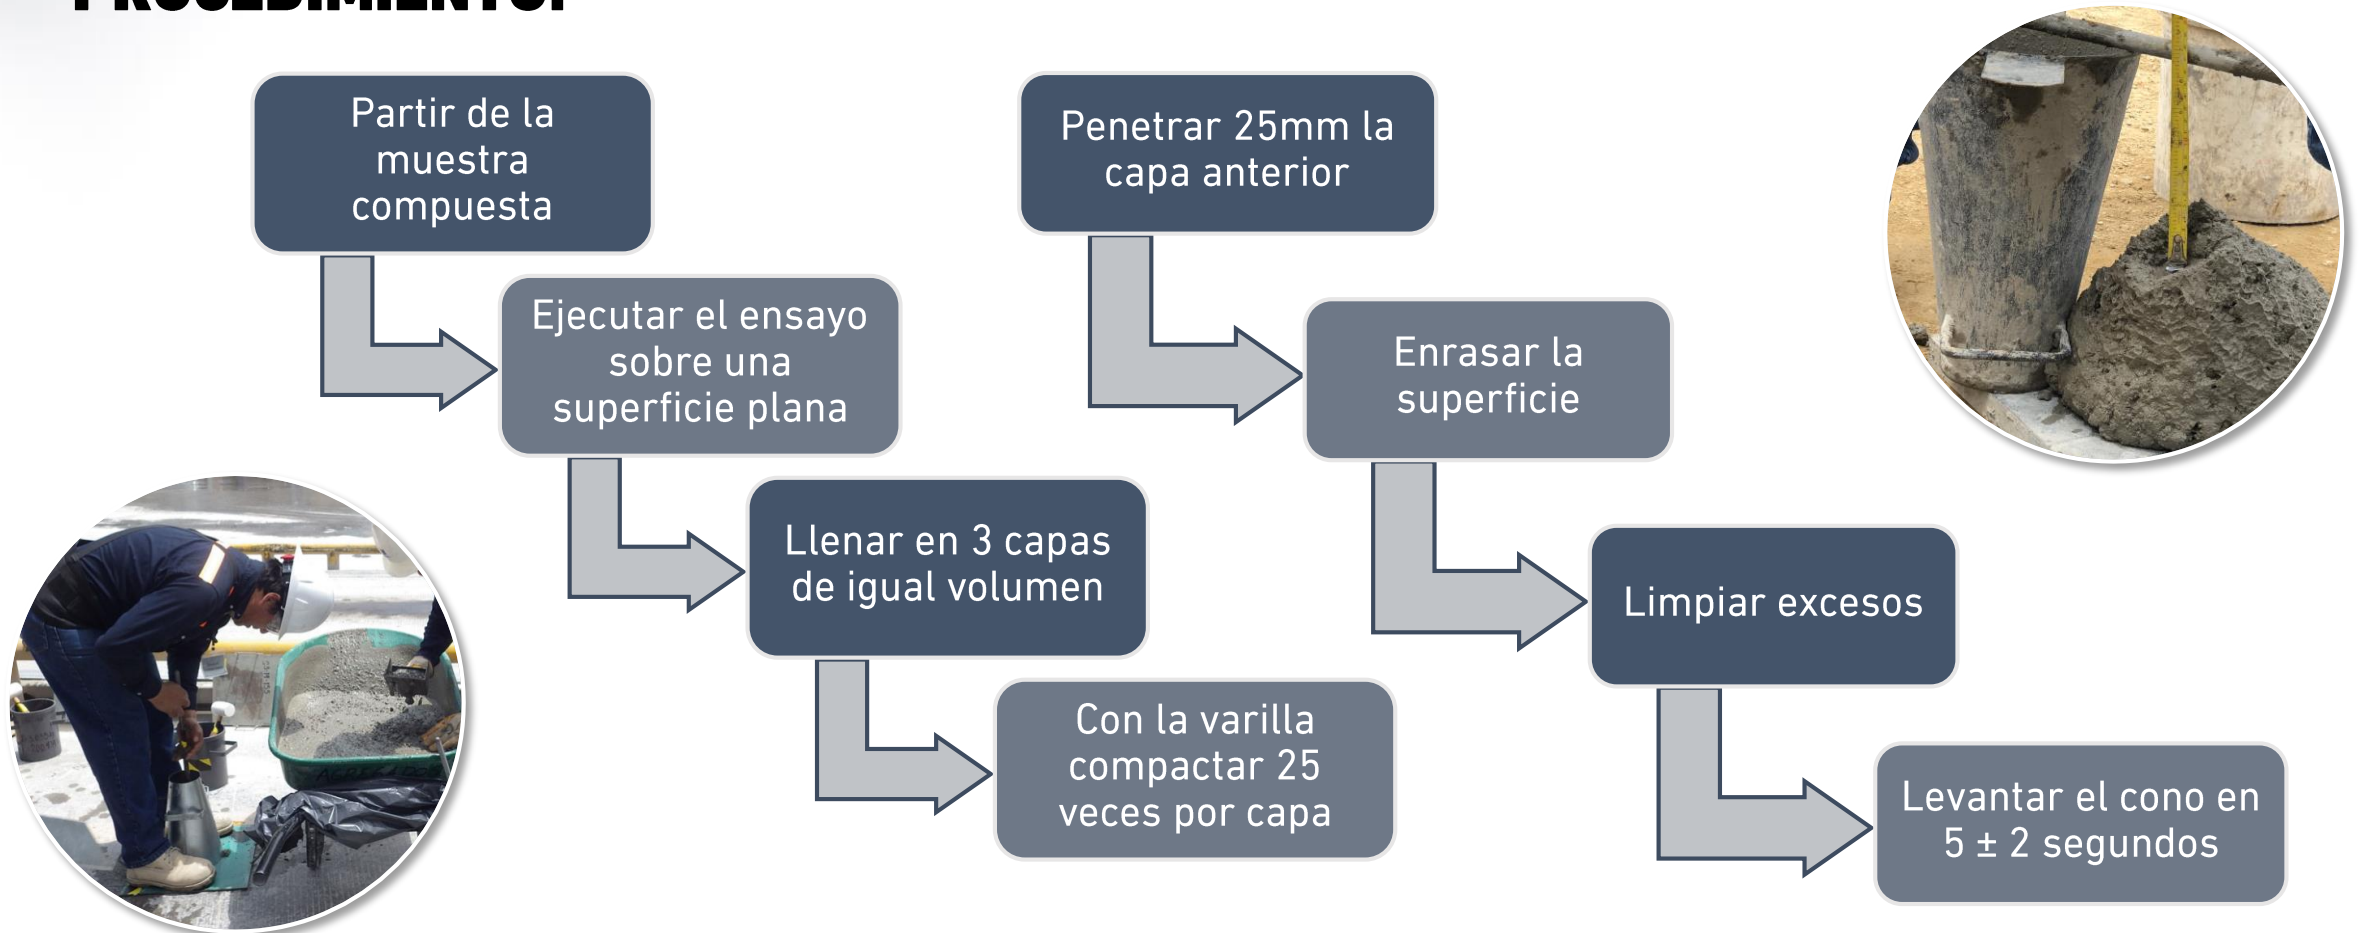 PROCEDIMIENTO:
Partir de la
muestra
compuesta
Ejecutar el ensayo
sobre una
superficie plana
Llenar en 3 capas
de igual volumen
Con la varilla
compactar 25
veces por capa
Penetrar 25mm la
capa anterior
Enrasar la
superficie
Limpiar excesos
Levantar el cono en
5 ± 2 segundos